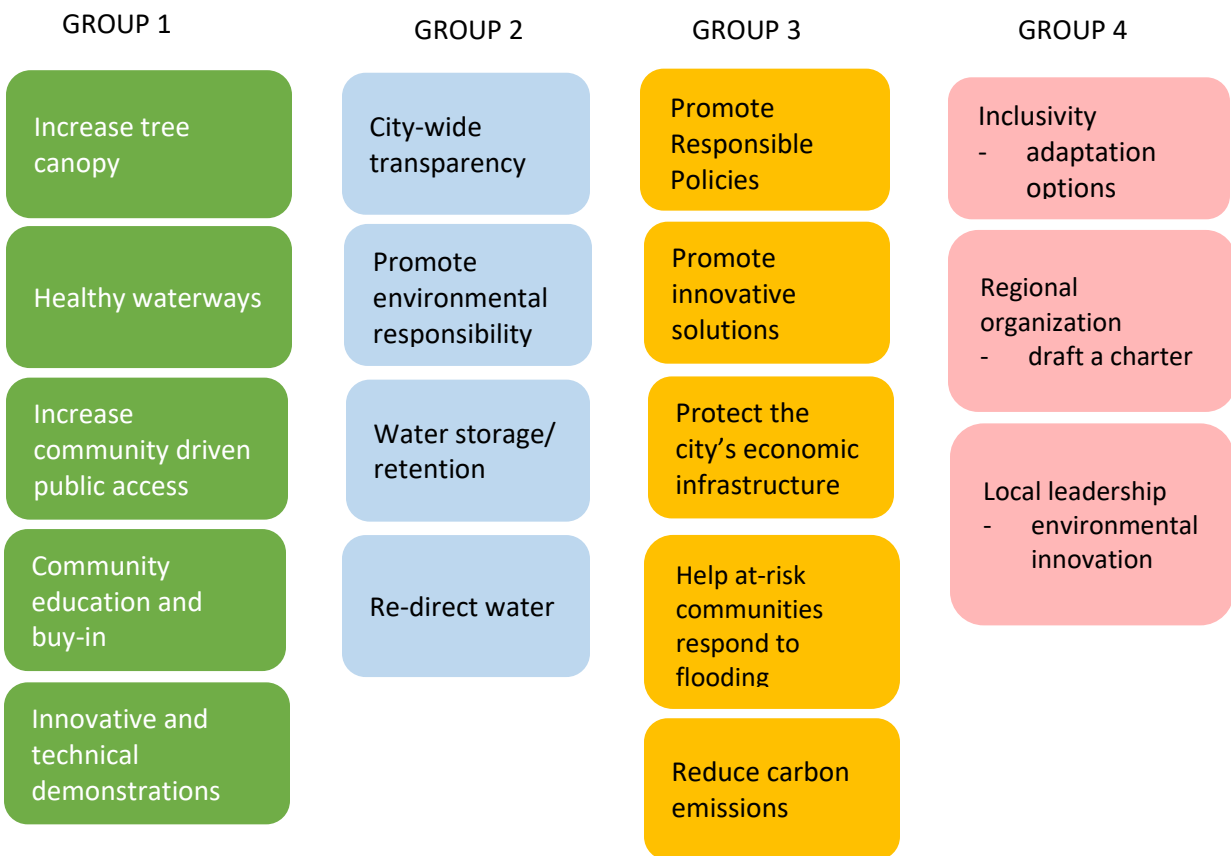 GROUP 1
Increase tree
canopy
Healthy waterways
Increase
community driven
public access
Community
education and
buy-in
Innovative and
technical
demonstrations
GROUP 2
City-wide
transparency
Promote
environmental
responsibility
Water storage/
retention
Re-direct water
GROUP 3
Promote
Responsible
Policies
Promote
innovative
solutions
Protect the
city’s economic
infrastructure
Help at-risk
communities
respond to
flooding
Reduce carbon
emissions
GROUP 4
Inclusivity
- adaptation
options
Regional
organization
- draft a charter
Local leadership
- environmental
innovation